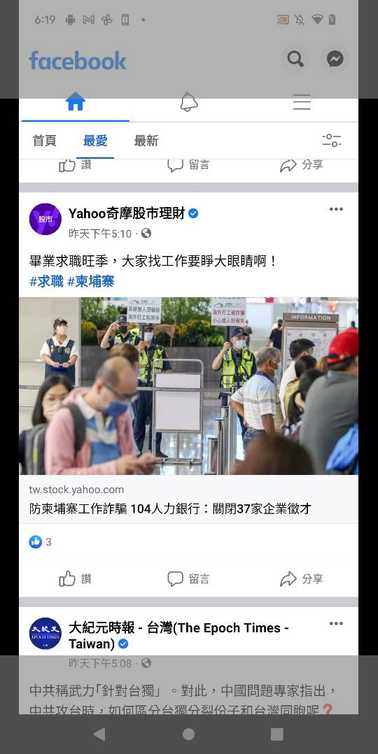 6:19
facebook
首頁 最愛 最新
讚 留言 分享
股市
Yahoo奇摩股市理財
昨天下午5:10 ·
畢業求職旺季，大家找工作要睜大眼睛啊！
#求職 #柬埔寨
INFORMATION
tw.stock.yahoo.com
防柬埔寨工作詐騙 104人力銀行：關閉37家企業徵才
3
讚 留言 分享
大紀元
EPOCH TIMES
大紀元時報 - 台灣(The Epoch Times -
Taiwan)
昨天下午5:08 ·
中共稱武力「針對台獨」。對此，中國問題專家指出，
中共攻台時，如何區分台獨分裂份子和台灣同胞呢❓